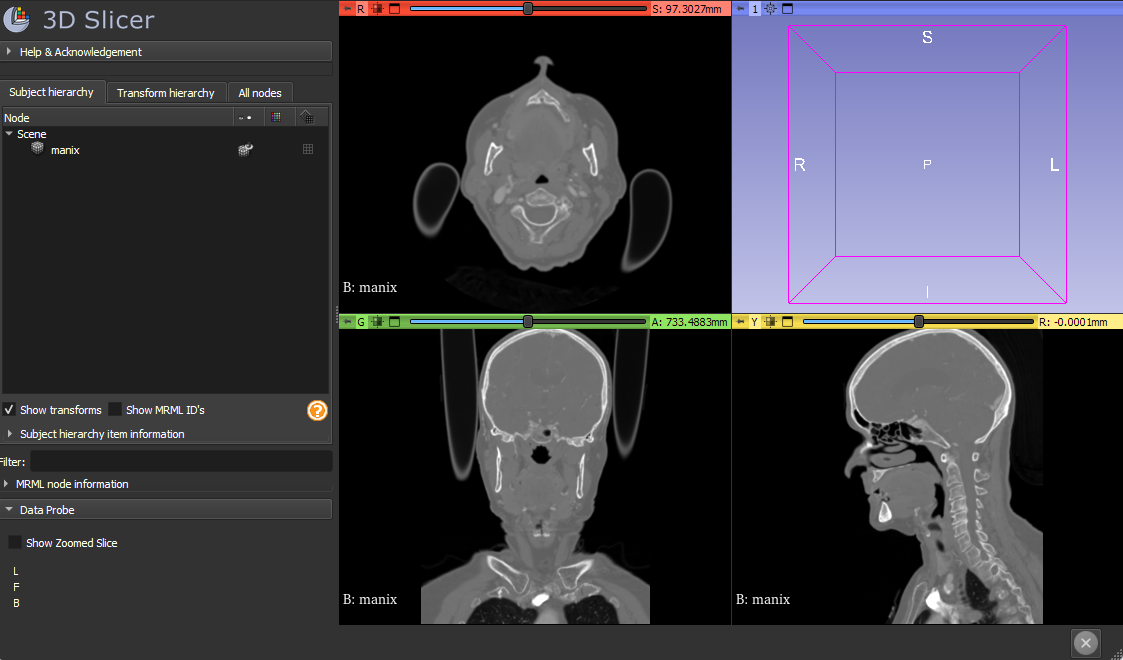 3D Slicer
Help & Acknowledgement
Subject hierarchy
Transform hierarchy
All nodes
Node
Scene
manix
Show transforms
Show MRML ID's
?
Subject hierarchy item information
Filter:
MRML node information
Data Probe
Show Zoomed Slice
L
F
B
R
S: 97.3027mm
B: manix
1
S
R
P
L
I
G
A: 733.4883mm
B: manix
Y
R: -0.0001mm
B: manix